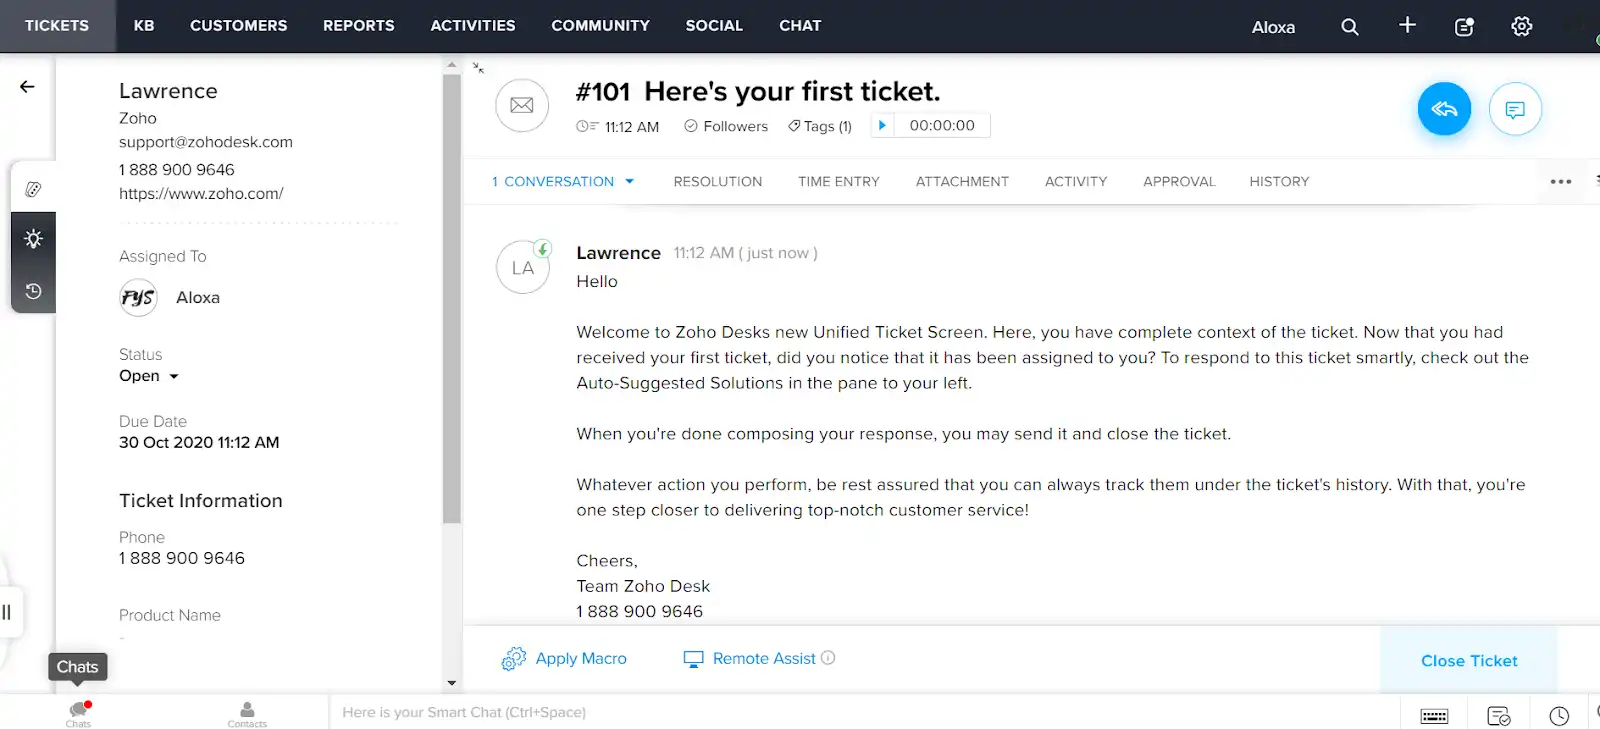 TICKETS KB CUSTOMERS REPORTS ACTIVITIES COMMUNITY SOCIAL CHAT Aloxa
Lawrence
Zoho
support@zohodesk.com
1 888 900 9646
https://www.zoho.com/
Assigned To
FYS Aloxa
Status
Open
Due Date
30 Oct 2020 11:12 AM
Ticket Information
Phone
1 888 900 9646
Product Name
-
#101 Here's your first ticket.
11:12 AM Followers Tags (1) 00:00:00
1 CONVERSATION RESOLUTION TIME ENTRY ATTACHMENT ACTIVITY APPROVAL HISTORY
LA
Lawrence 11:12 AM ( just now )
Hello
Welcome to Zoho Desks new Unified Ticket Screen. Here, you have complete context of the ticket. Now that you had
received your first ticket, did you notice that it has been assigned to you? To respond to this ticket smartly, check out the
Auto-Suggested Solutions in the pane to your left.
When you're done composing your response, you may send it and close the ticket.
Whatever action you perform, be rest assured that you can always track them under the ticket's history. With that, you're
one step closer to delivering top-notch customer service!
Cheers,
Team Zoho Desk
1 888 900 9646
Apply Macro Remote Assist Close Ticket
Chats
Chats Contacts Here is your Smart Chat (Ctrl+Space)